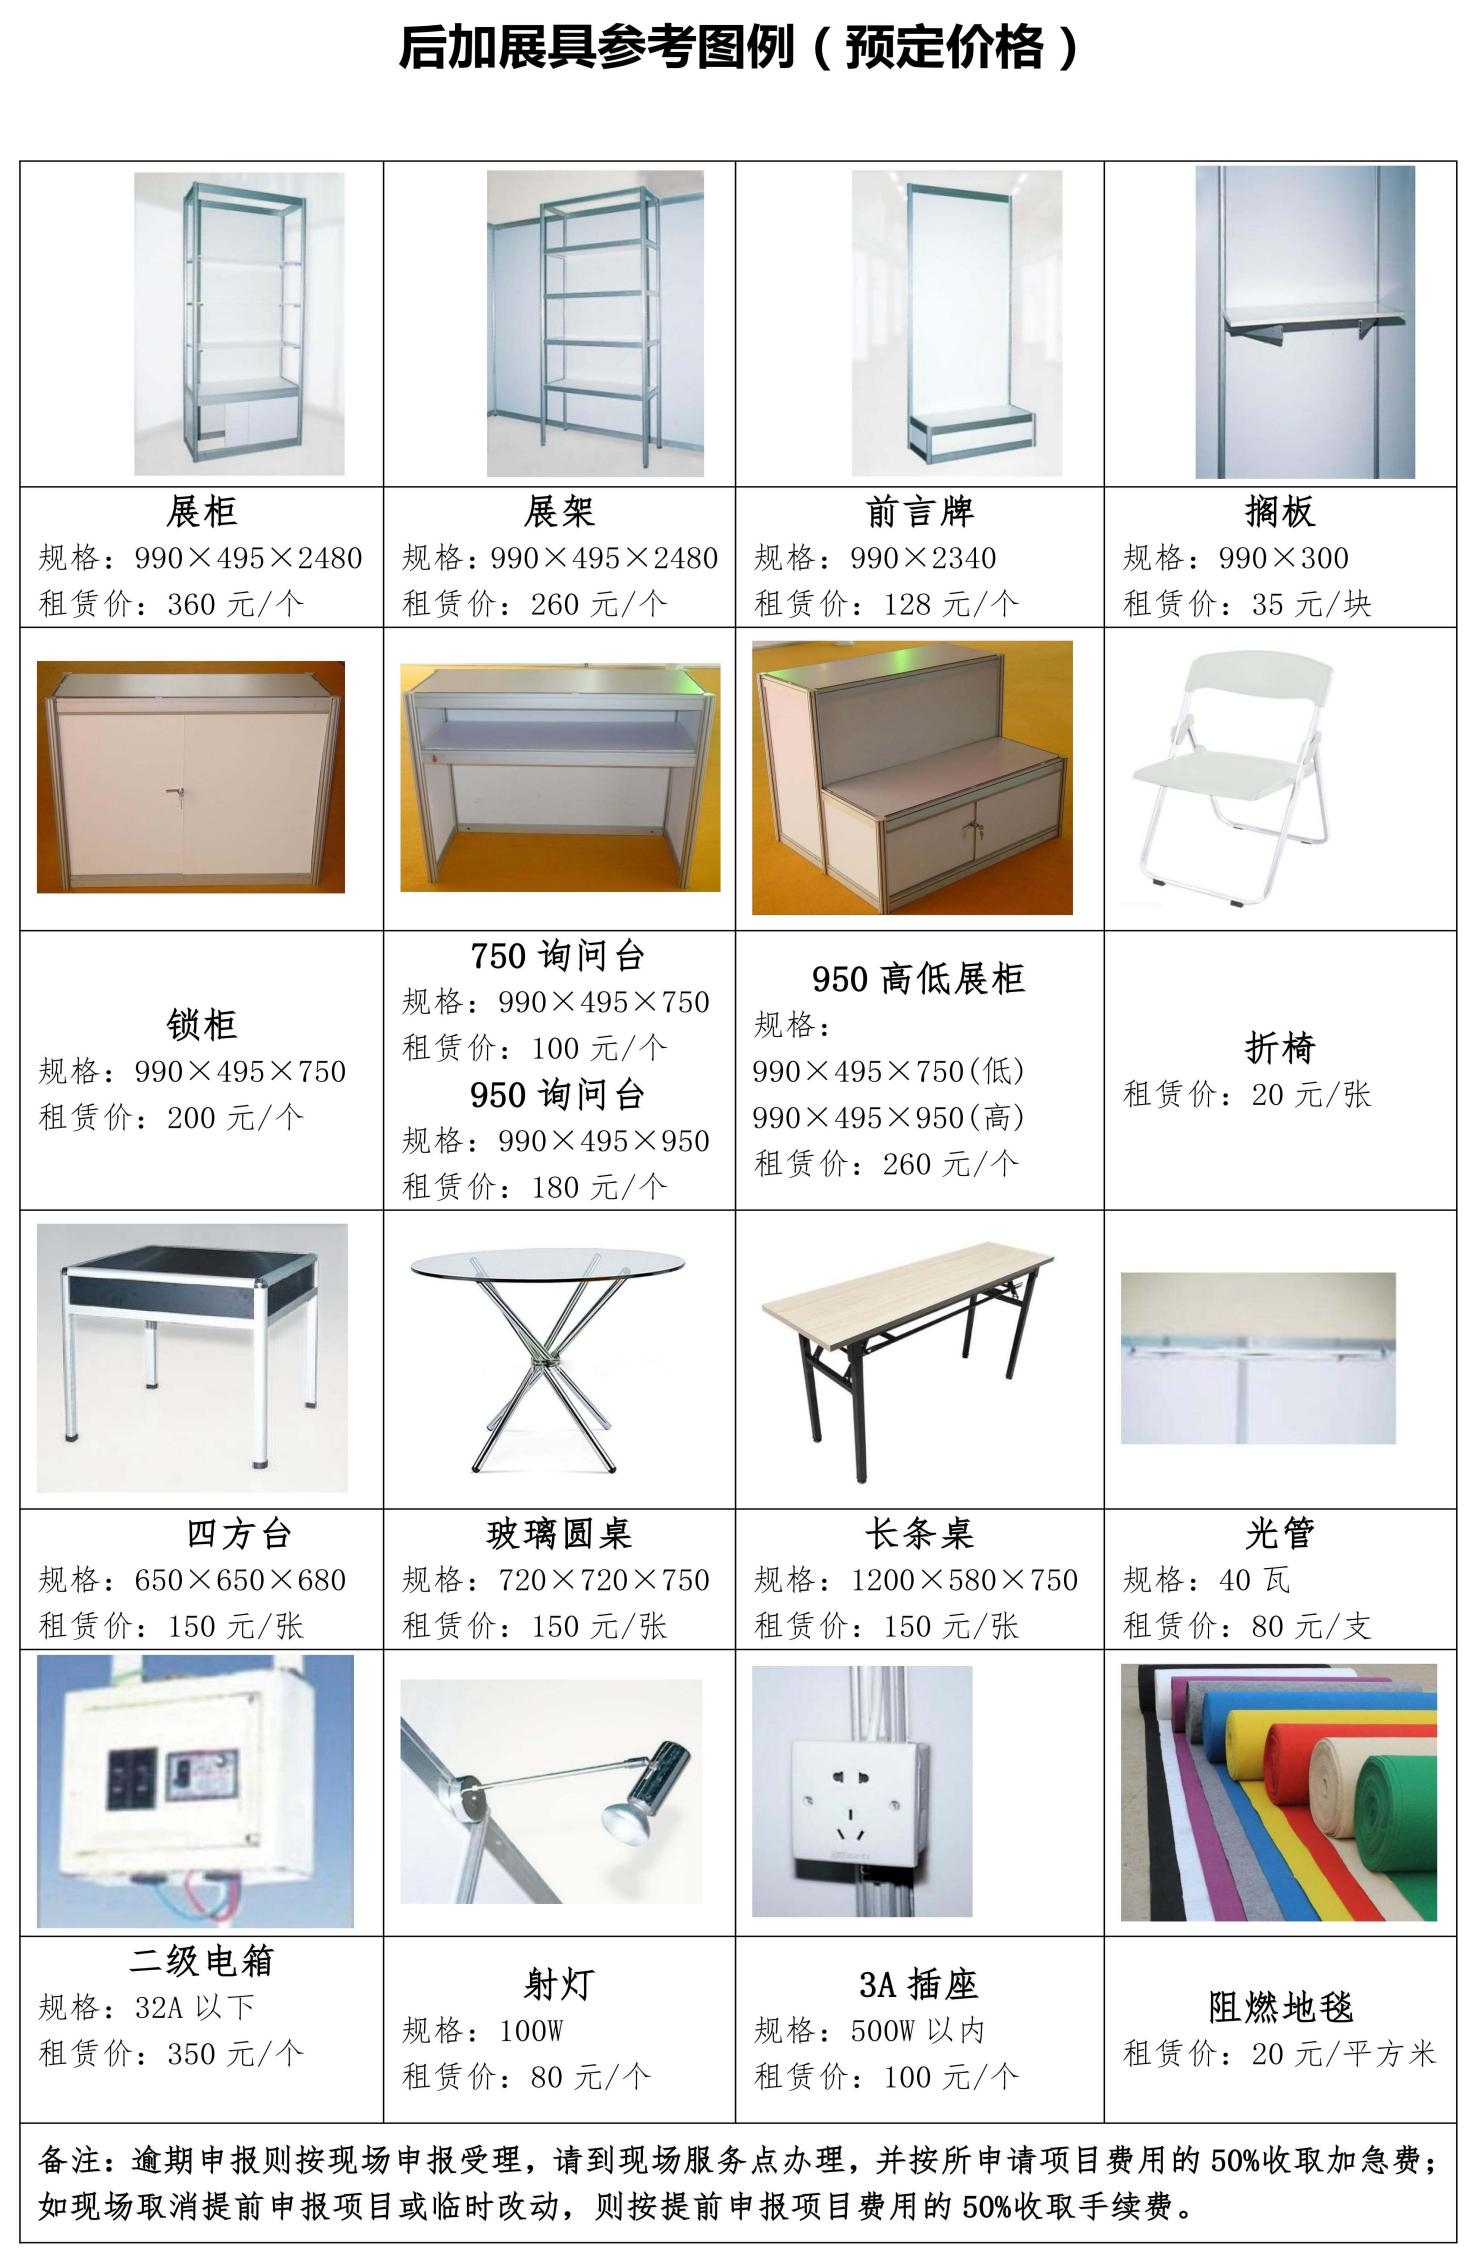 后加展具参考图例（预定价格）
展柜
规格：990×495×2480
租赁价：360 元/个
展架
规格：990×495×2480
租赁价：260 元/个
前言牌
规格：990×2340
租赁价：128 元/个
搁板
规格：990×300
租赁价：35 元/块
锁柜
规格：990×495×750
租赁价：200 元/个
750 询问台
规格：990×495×750
租赁价：100 元/个
950 询问台
规格：990×495×950
租赁价：180 元/个
950 高低展柜
规格：
990×495×750(低)
990×495×950(高)
租赁价：260 元/个
折椅
租赁价：20 元/张
四方台
规格：650×650×680
租赁价：150 元/张
玻璃圆桌
规格：720×720×750
租赁价：150 元/张
长条桌
规格：1200×580×750
租赁价：150 元/张
光管
规格：40 瓦
租赁价：80 元/支
二级电箱
规格：32A 以下
租赁价：350 元/个
射灯
规格：100W
租赁价：80 元/个
3A 插座
规格：500W 以内
租赁价：100 元/个
阻燃地毯
租赁价：20 元/平方米
备注：逾期申报则按现场申报受理，请到现场服务点办理，并按所申请项目费用的 50%收取加急费；
如现场取消提前申报项目或临时改动，则按提前申报项目费用的 50%收取手续费。